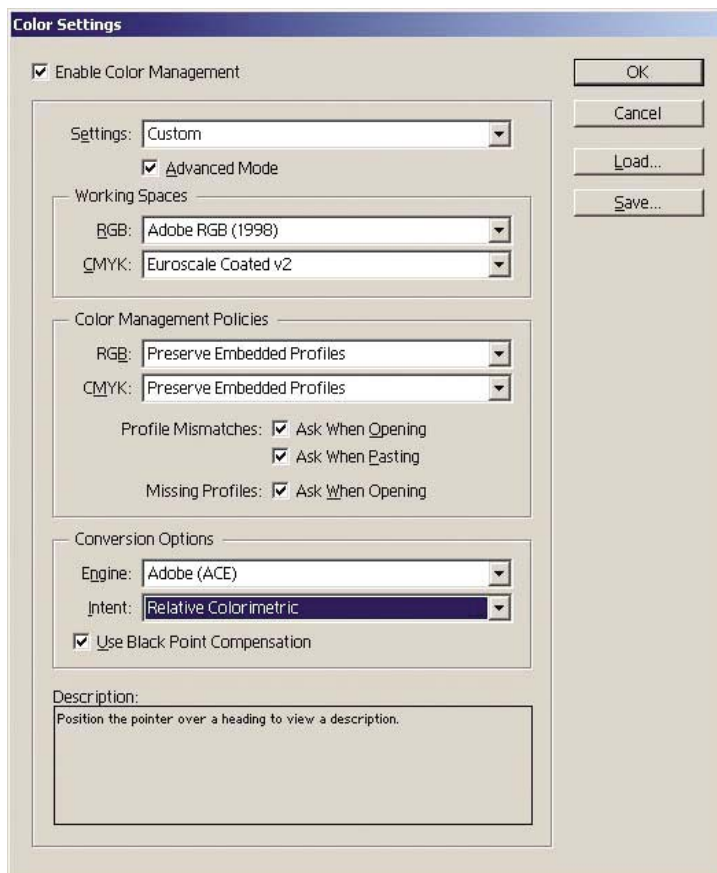 Color Settings
Enable Color Management
OK
Cancel
Load...
Save...
Settings: Custom
Advanced Mode
Working Spaces
RGB: Adobe RGB (1998)
CMYK: Euroscale Coated v2
Color Management Policies
RGB: Preserve Embedded Profiles
CMYK: Preserve Embedded Profiles
Profile Mismatches: Ask When Opening
Ask When Pasting
Missing Profiles: Ask When Opening
Conversion Options
Engine: Adobe (ACE)
Intent: Relative Colorimetric
Use Black Point Compensation
Description:
Position the pointer over a heading to view a description.